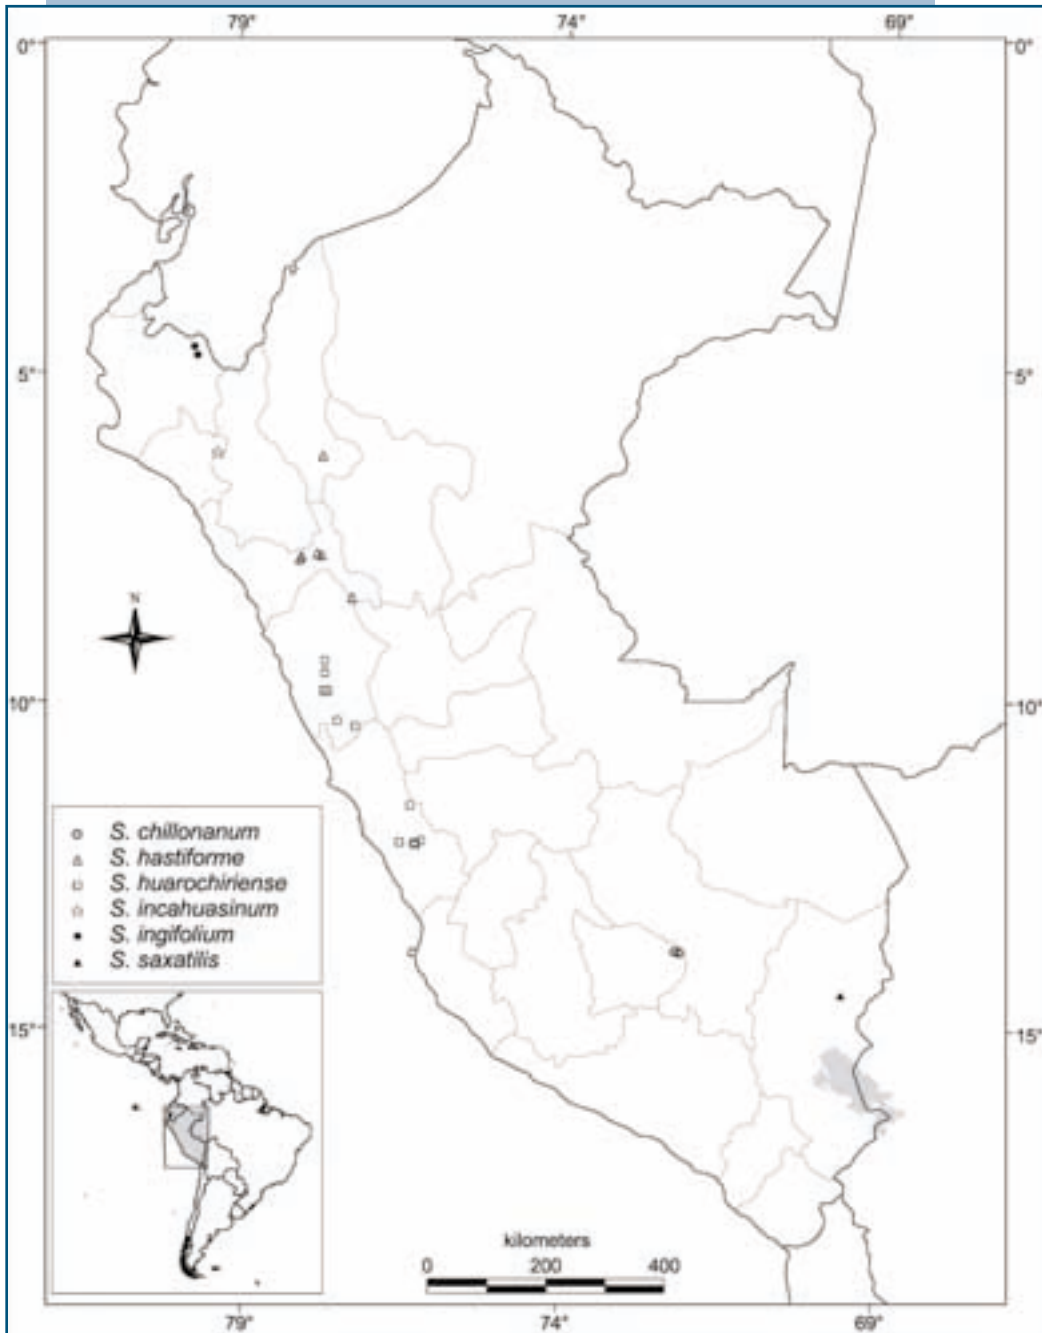 79° 74° 69°
0° 0°
5° 5°
N
10° 10°
S. chillonanum
S. hastiforme
S. huarochiriense
S. incahuasinum
S. ingifolium
S. saxatilis
15° 15°
kilometers
0 200 400
79° 74° 69°